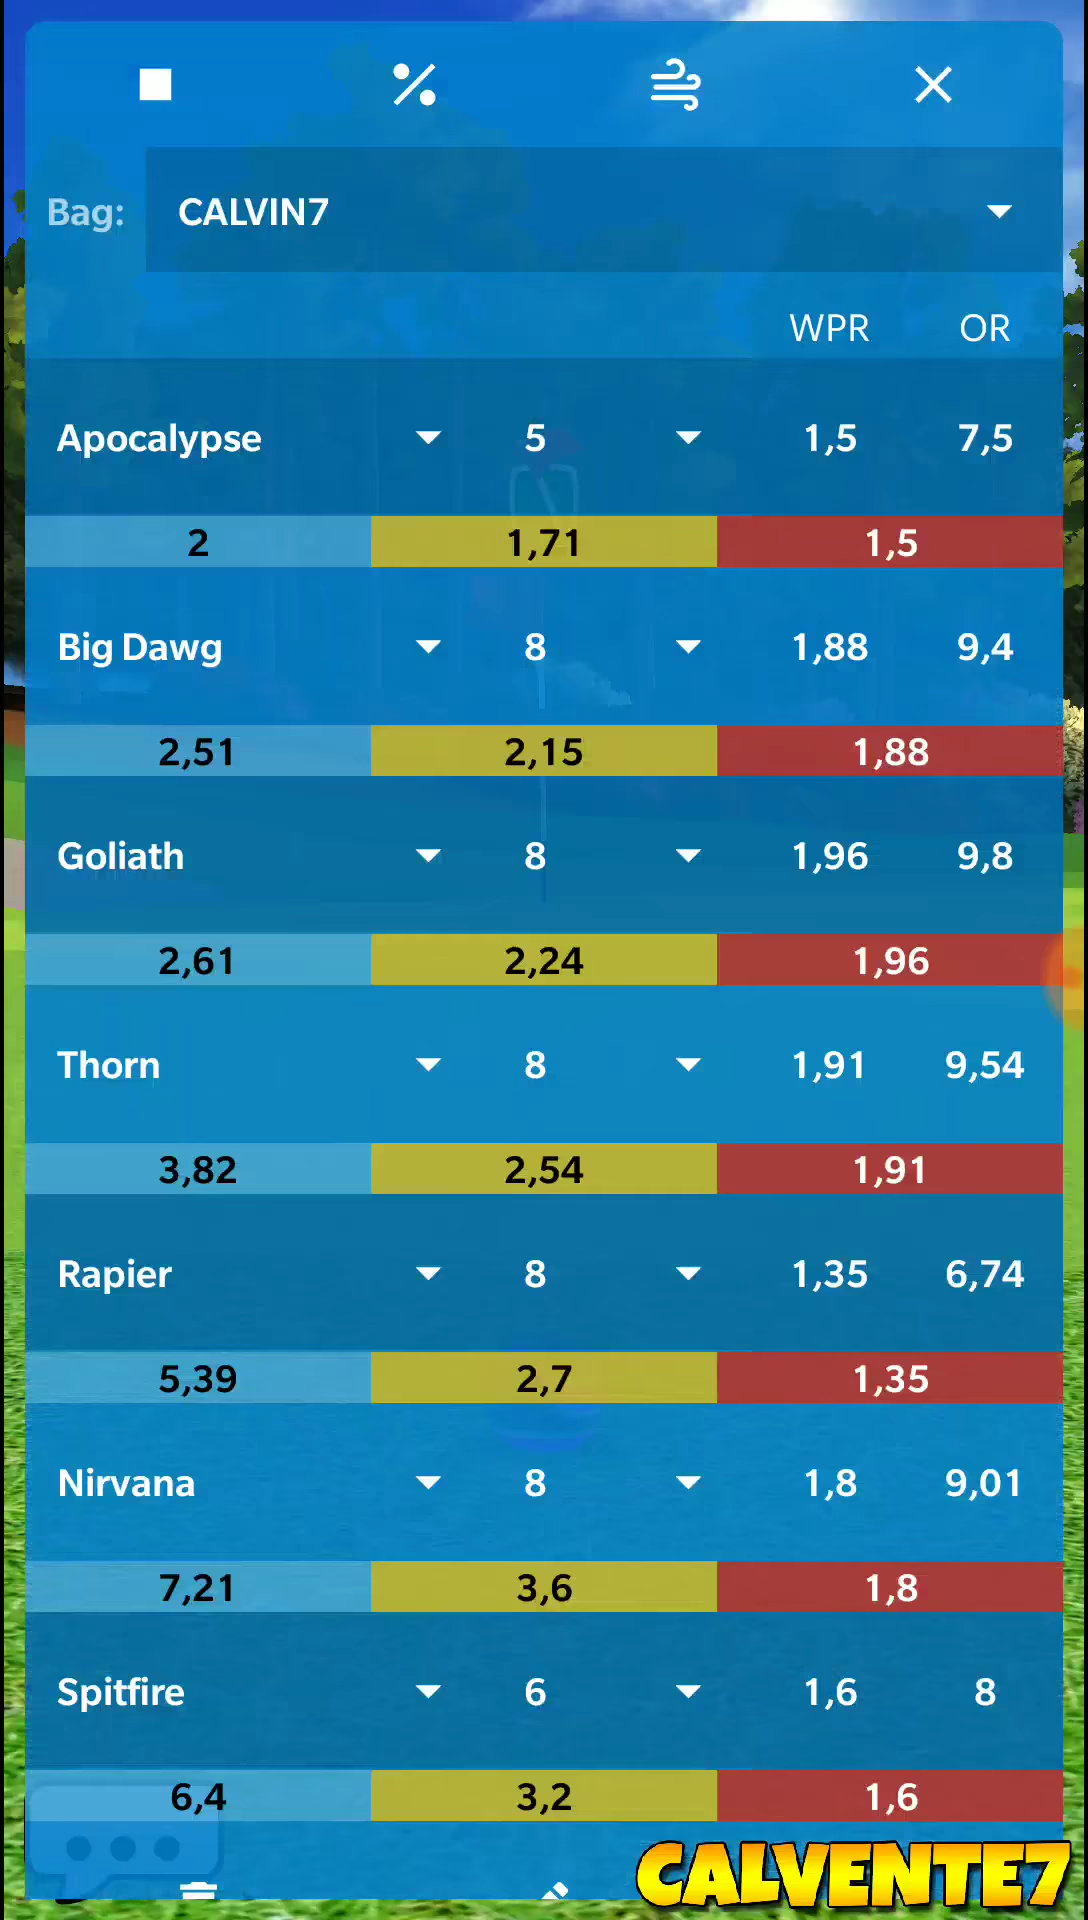 Bag: CALVIN7
WPR OR
Apocalypse 5 1,5 7,5
2 1,71 1,5
Big Dawg 8 1,88 9,4
2,51 2,15 1,88
Goliath 8 1,96 9,8
2,61 2,24 1,96
Thorn 8 1,91 9,54
3,82 2,54 1,91
Rapier 8 1,35 6,74
5,39 2,7 1,35
Nirvana 8 1,8 9,01
7,21 3,6 1,8
Spitfire 6 1,6 8
6,4 3,2 1,6
CALVENTE7